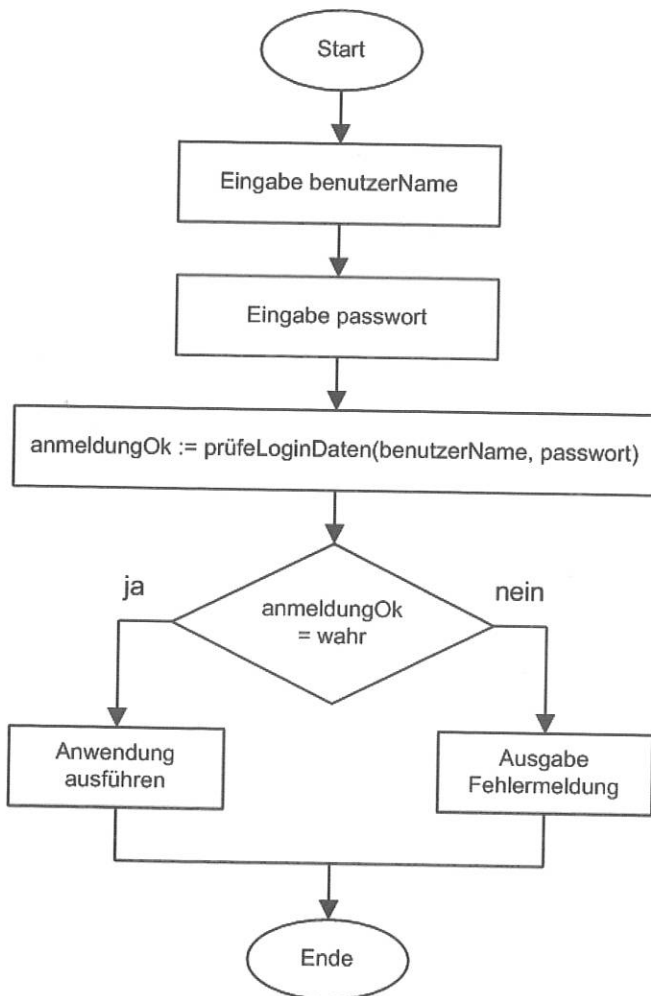 Start
Eingabe benutzerName
Eingabe passwort
anmeldungOk := prüfeLoginDaten(benutzerName, passwort)
ja
nein
anmeldungOk
= wahr
Anwendung
ausführen
Ausgabe
Fehlermeldung
Ende